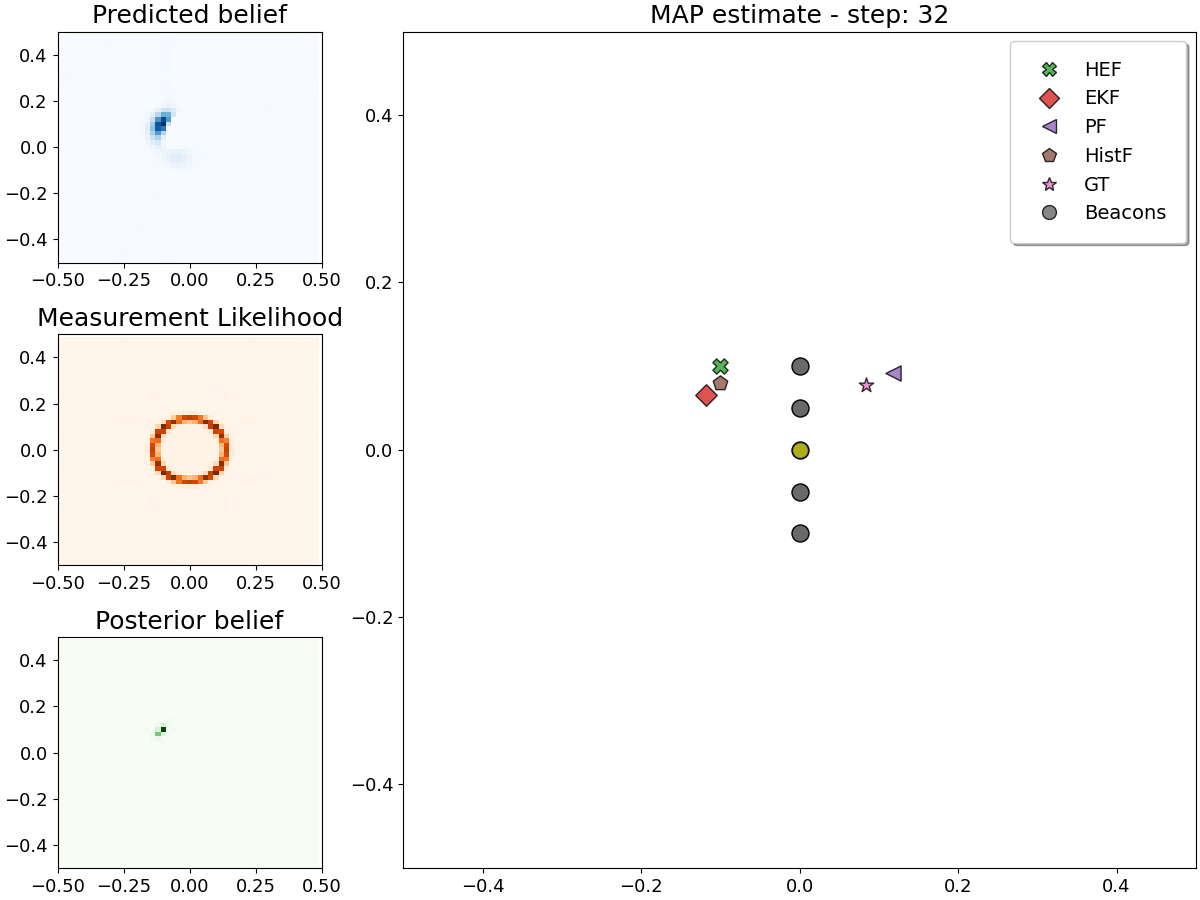 Predicted belief
0.4
0.2
0.0
−0.2
−0.4
−0.50 −0.25 0.00 0.25 0.50
Measurement Likelihood
0.4
0.2
0.0
−0.2
−0.4
−0.50 −0.25 0.00 0.25 0.50
Posterior belief
0.4
0.2
0.0
−0.2
−0.4
−0.50 −0.25 0.00 0.25 0.50
MAP estimate - step: 32
HEF
EKF
PF
HistF
GT
Beacons
0.4
0.2
0.0
−0.2
−0.4
−0.4 −0.2 0.0 0.2 0.4